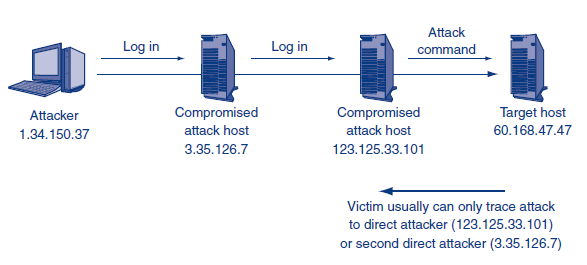 Log in
Log in
Attack
command
Attacker
1.34.150.37
Compromised
attack host
3.35.126.7
Compromised
attack host
123.125.33.101
Target host
60.168.47.47
Victim usually can only trace attack
to direct attacker (123.125.33.101)
or second direct attacker (3.35.126.7)